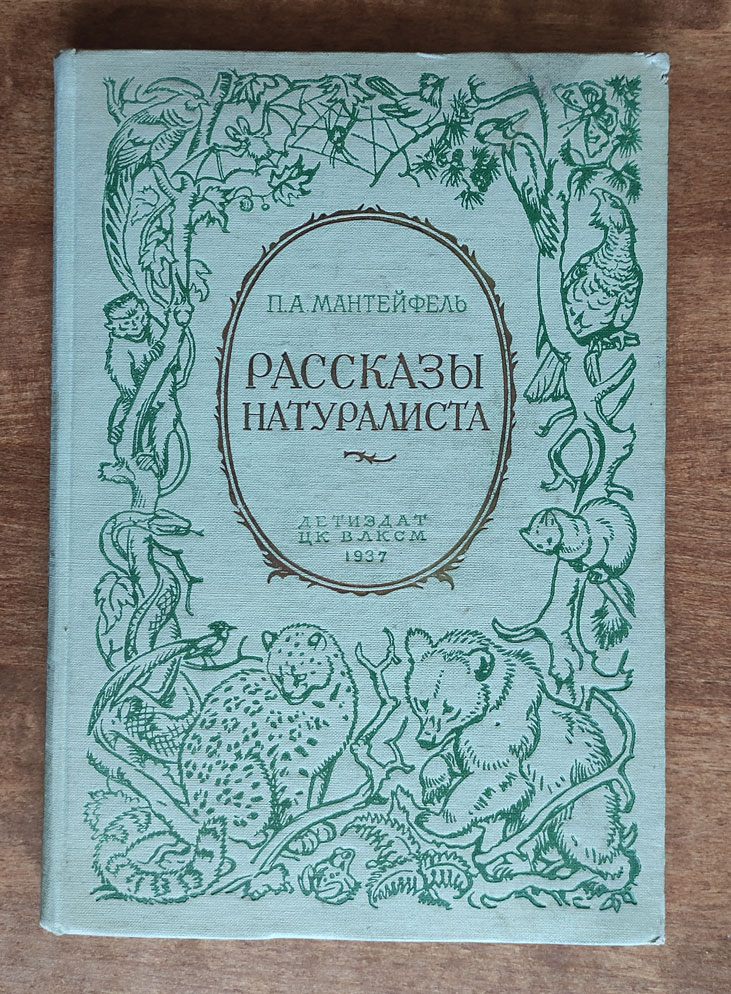 П. А. МАНТЕЙФЕЛЬ
РАССКАЗЫ
НАТУРАЛИСТА
ДЕТИЗДАТ
ЦК ВЛКСМ
1937